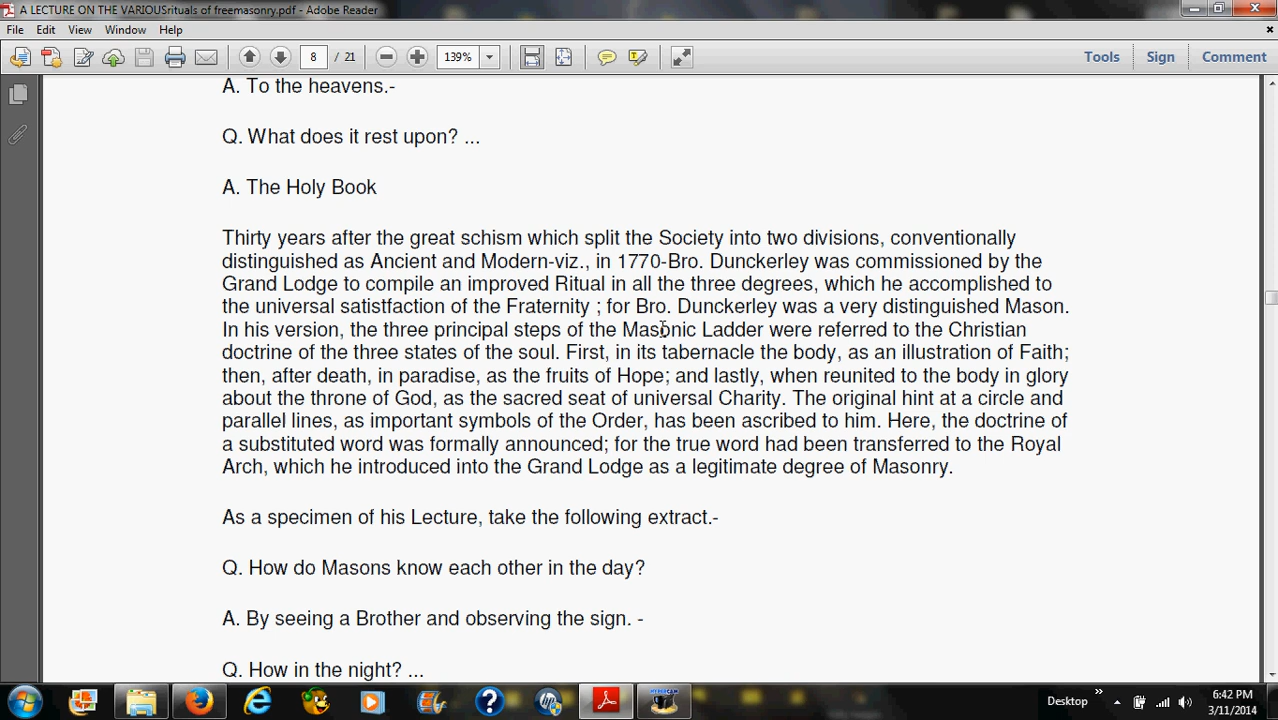 A LECTURE ON THE VARIOUSrituals of freemasonry.pdf - Adobe Reader
File Edit View Window Help
8 / 21 139% Tools Sign Comment
A. To the heavens.-
Q. What does it rest upon? ...
A. The Holy Book
Thirty years after the great schism which split the Society into two divisions, conventionally
distinguished as Ancient and Modern-viz., in 1770-Bro. Dunckerley was commissioned by the
Grand Lodge to compile an improved Ritual in all the three degrees, which he accomplished to
the universal satistfaction of the Fraternity ; for Bro. Dunckerley was a very distinguished Mason.
In his version, the three principal steps of the Masonic Ladder were referred to the Christian
doctrine of the three states of the soul. First, in its tabernacle the body, as an illustration of Faith;
then, after death, in paradise, as the fruits of Hope; and lastly, when reunited to the body in glory
about the throne of God, as the sacred seat of universal Charity. The original hint at a circle and
parallel lines, as important symbols of the Order, has been ascribed to him. Here, the doctrine of
a substituted word was formally announced; for the true word had been transferred to the Royal
Arch, which he introduced into the Grand Lodge as a legitimate degree of Masonry.
As a specimen of his Lecture, take the following extract.-
Q. How do Masons know each other in the day?
A. By seeing a Brother and observing the sign. -
Q. How in the night? ...
Desktop
6:42 PM
3/11/2014